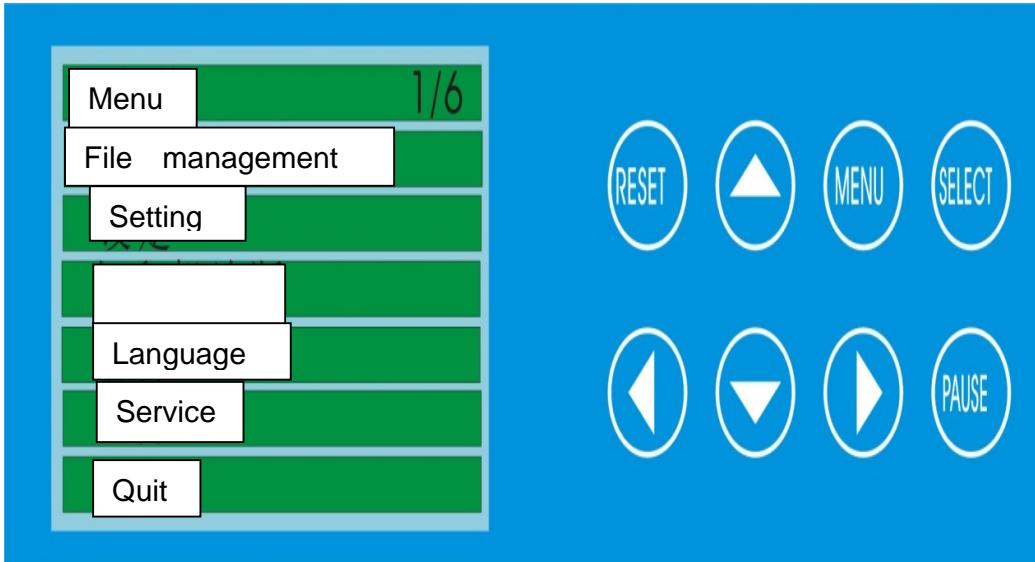 Menu 1/6
File management
Setting
Language
Service
Quit
RESET MENU SELECT
PAUSE